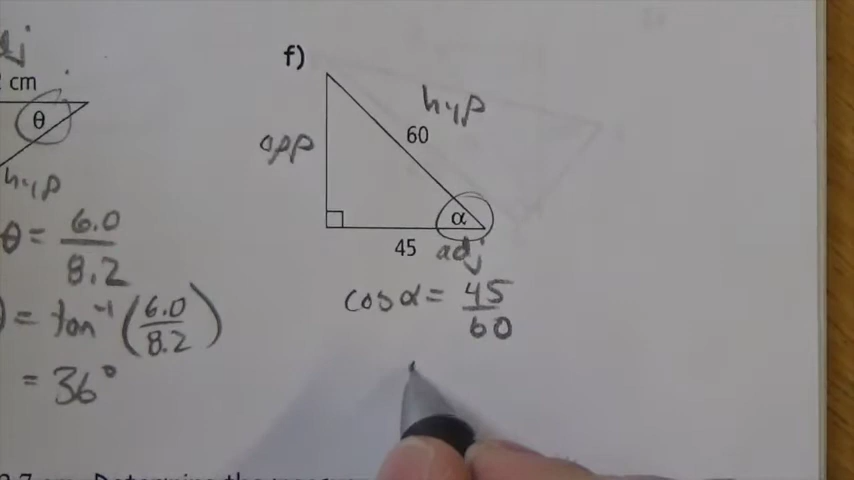 dj
cm
θ
hyp
θ = 6.0 / 8.2
= tan⁻¹ (6.0 / 8.2)
= 36°
f)
hyp
60
opp
α
45
adj
cos α = 45 / 60